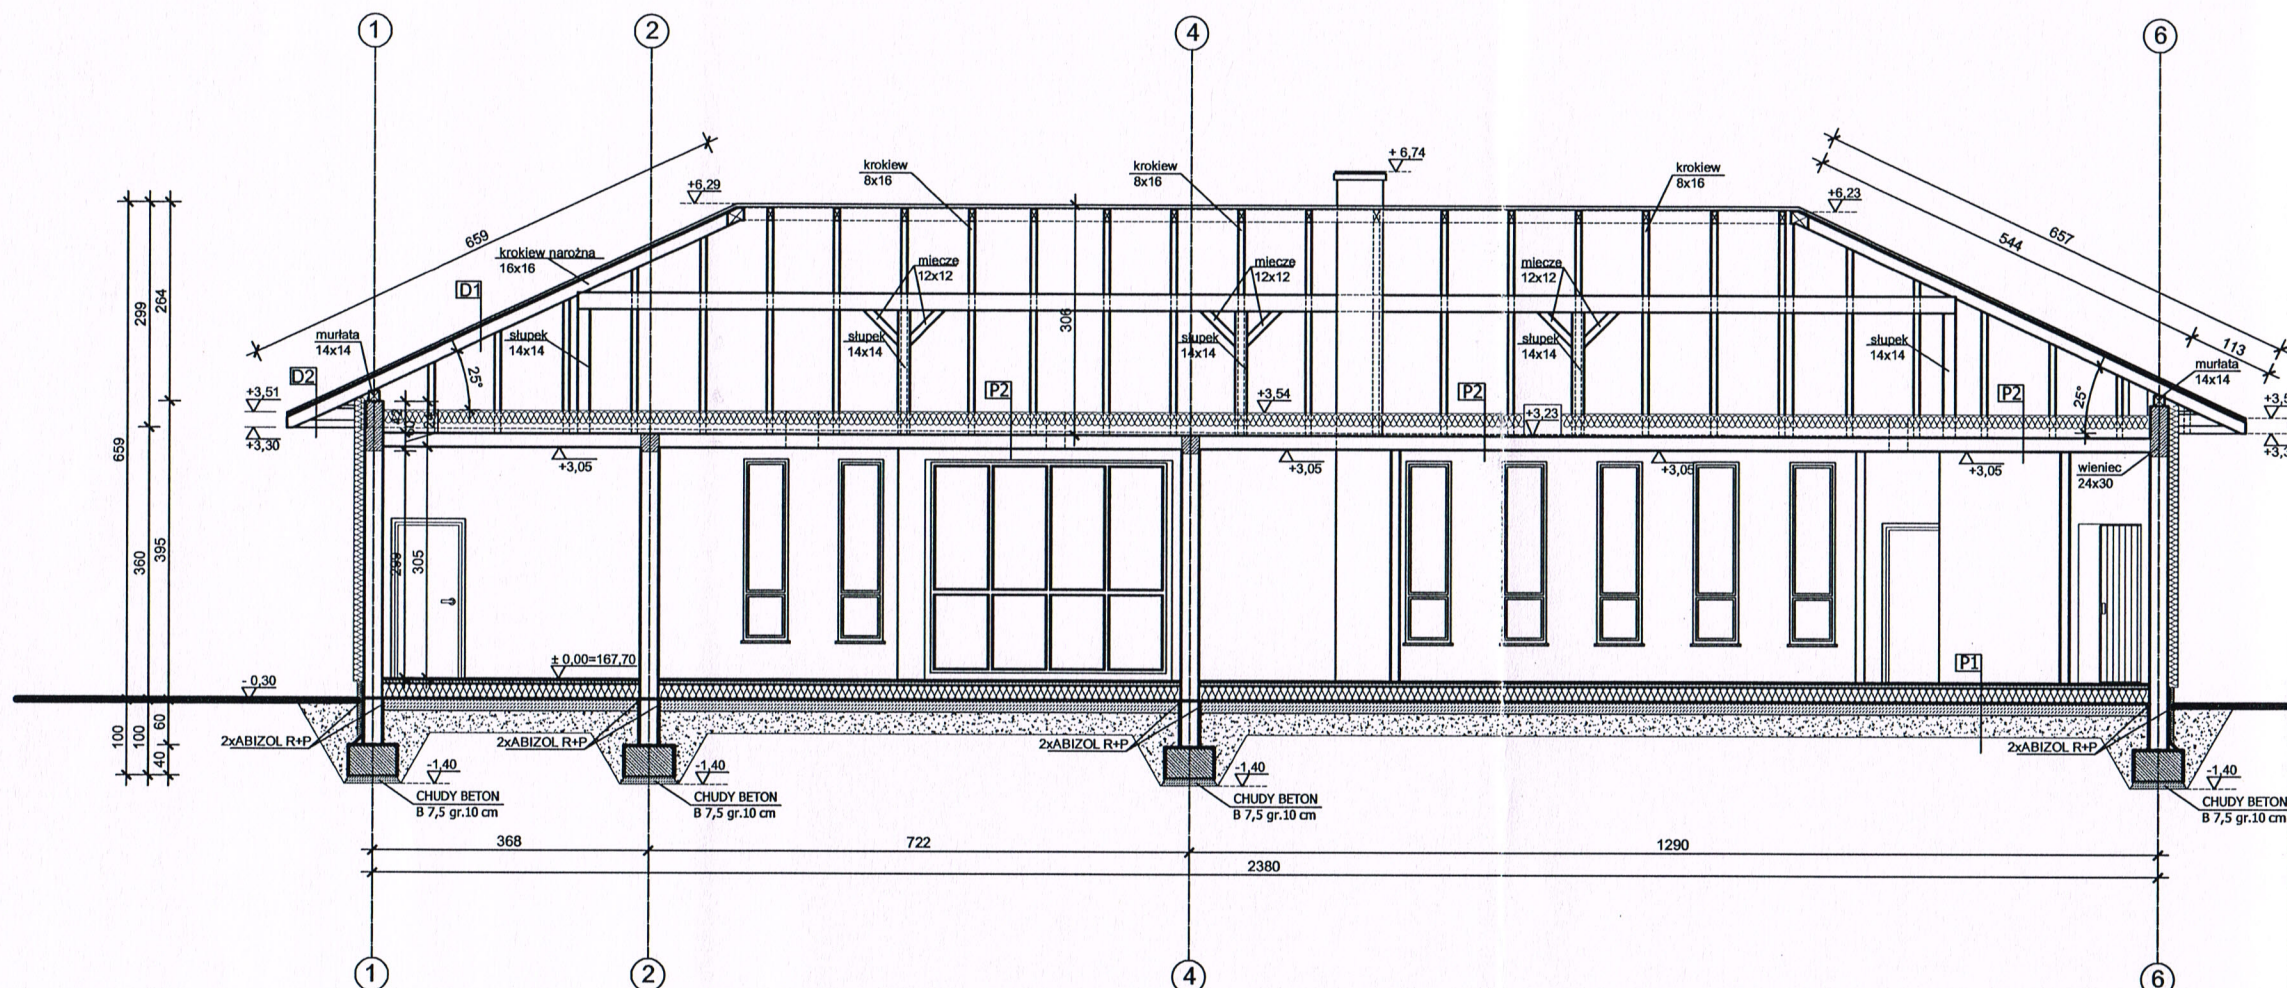 1
2
4
6
+ 6,74
krokiew
8x16
krokiew
8x16
krokiew
8x16
+6,29
+6,23
659
657
544
113
krokiew narożna
16x16
miecze
12x12
miecze
12x12
miecze
12x12
D1
299
264
306
murłata
14x14
słupek
14x14
słupek
14x14
słupek
14x14
słupek
14x14
słupek
14x14
murłata
14x14
25°
25°
D2
P2
P2
P2
+3,51
+3,30
+3,54
+3,23
+3,05
+3,05
+3,05
+3,05
wieniec
24x30
659
360
395
299
305
± 0,00=167,70
- 0,30
P1
100
100
60
40
2xABIZOL R+P
2xABIZOL R+P
2xABIZOL R+P
2xABIZOL R+P
-1,40
-1,40
-1,40
-1,40
CHUDY BETON
B 7,5 gr.10 cm
CHUDY BETON
B 7,5 gr.10 cm
CHUDY BETON
B 7,5 gr.10 cm
CHUDY BETON
B 7,5 gr.10 cm
368
722
1290
2380
1
2
4
6